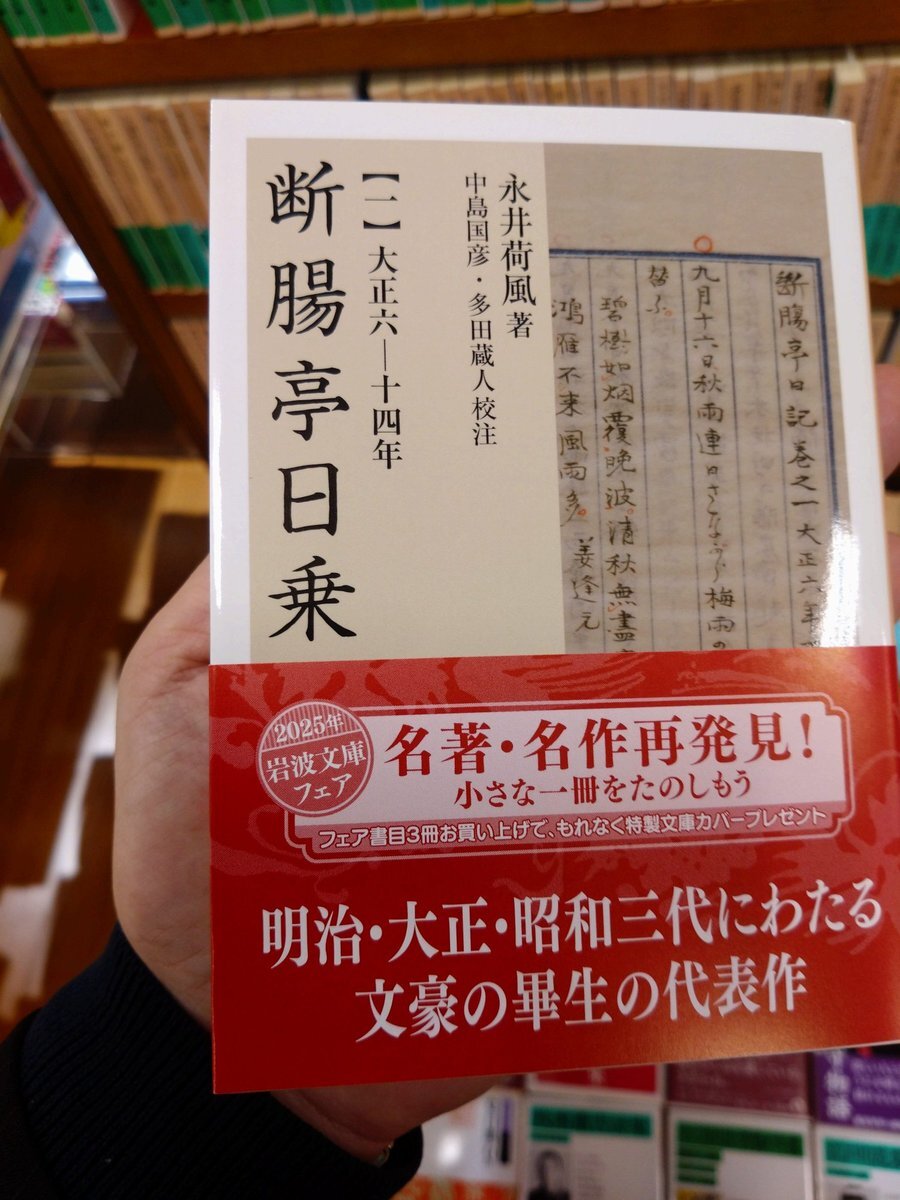 永井荷風著
中島国彦・多田蔵人校注
【一】大正六―十四年
断腸亭日乗
断腸亭日記巻之一大正六年
九月十六日秋雨連日さながら梅雨の
替ふ。
碧樹如烟覆晩波清秋無盡
鴻雁不来風雨多 姜逢元
2025年
岩波文庫
フェア
名著・名作再発見!
小さな一冊をたのしもう
フェア書目3冊お買い上げで、もれなく特製文庫カバープレゼント
明治・大正・昭和三代にわたる
文豪の畢生の代表作